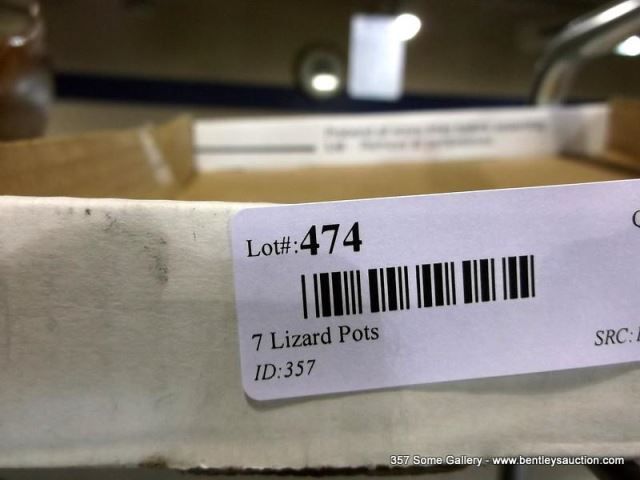 Lot#:474
Q
7 Lizard Pots
SRC:
ID:357
357 Some Gallery - www.bentleysauction.com